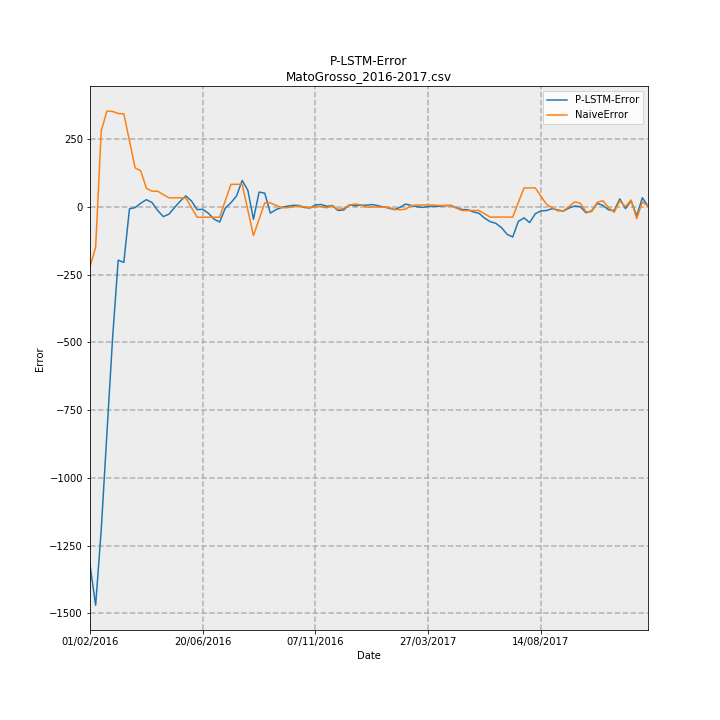 P-LSTM-Error
MatoGrosso_2016-2017.csv
P-LSTM-Error
NaiveError
250
0
−250
−500
−750
−1000
−1250
−1500
Error
01/02/2016
20/06/2016
07/11/2016
27/03/2017
14/08/2017
Date